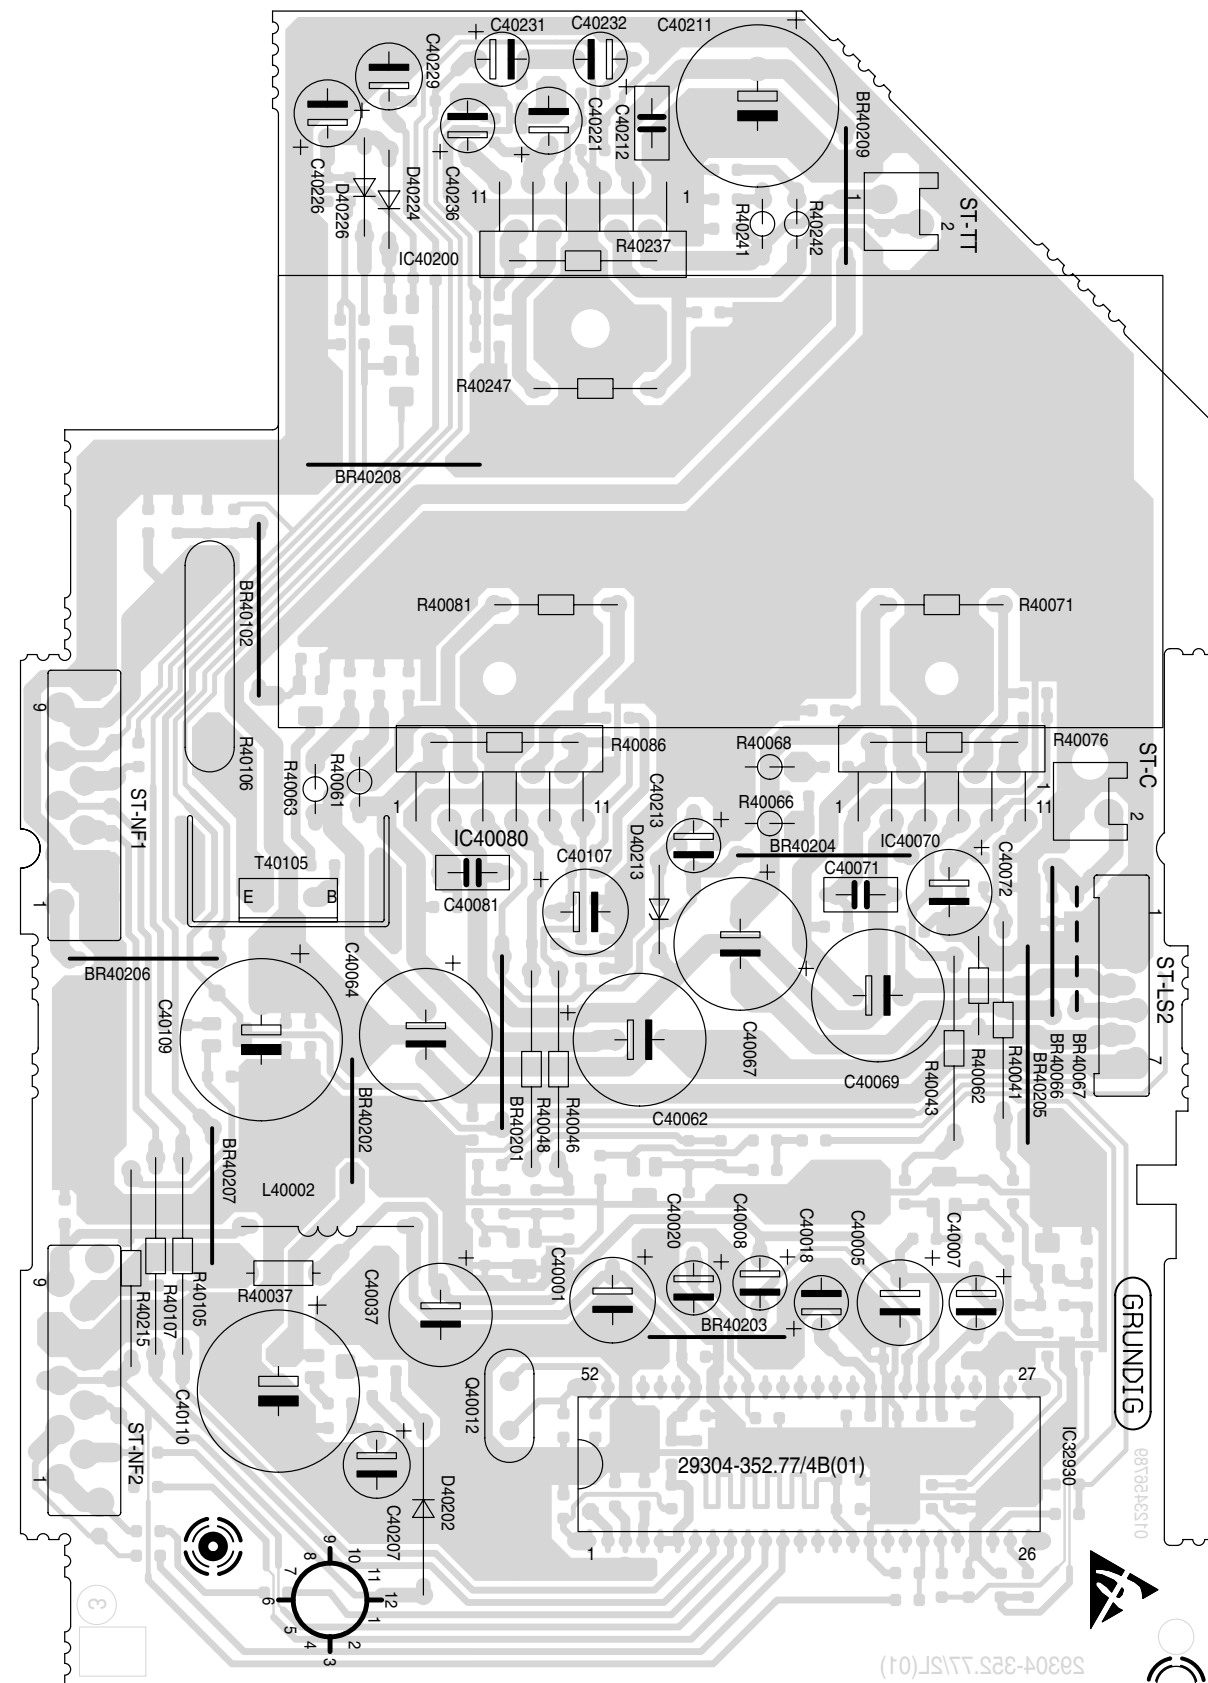 C40231
C40232
C40211
C40229
BR40209
C40221
C40212
C40226
D40226
D40224
C40236
11
1
R40237
R40241
R40242
1
2
ST-TT
IC40200
R40247
BR40208
BR40102
R40081
R40071
9
R40106
R40063
R40061
R40086
R40068
R40076
ST-C
ST-NF1
1
11
C40213
R40066
1
1
11
2
D40213
IC40080
BR40204
IC40070
T40105
C40107
C40071
C40072
E
B
C40081
1
1
BR40206
C40064
ST-LS2
C40109
C40067
C40069
R40043
R40062
R40041
BR40205
BR40066
BR40067
7
BR40202
BR40201
R40048
R40046
C40062
BR40207
L40002
C40020
C40008
C40018
C40005
C40007
9
R40215
R40107
R40105
R40037
C40037
C40001
BR40203
GRUNDIG
C40110
Q40012
52
27
ST-NF2
1
29304-352.77/4B(01)
IC32930
0123456789
D40202
C40207
1
26
9
10
11
12
1
2
3
4
5
6
7
8
3
29304-352.77/2L(01)